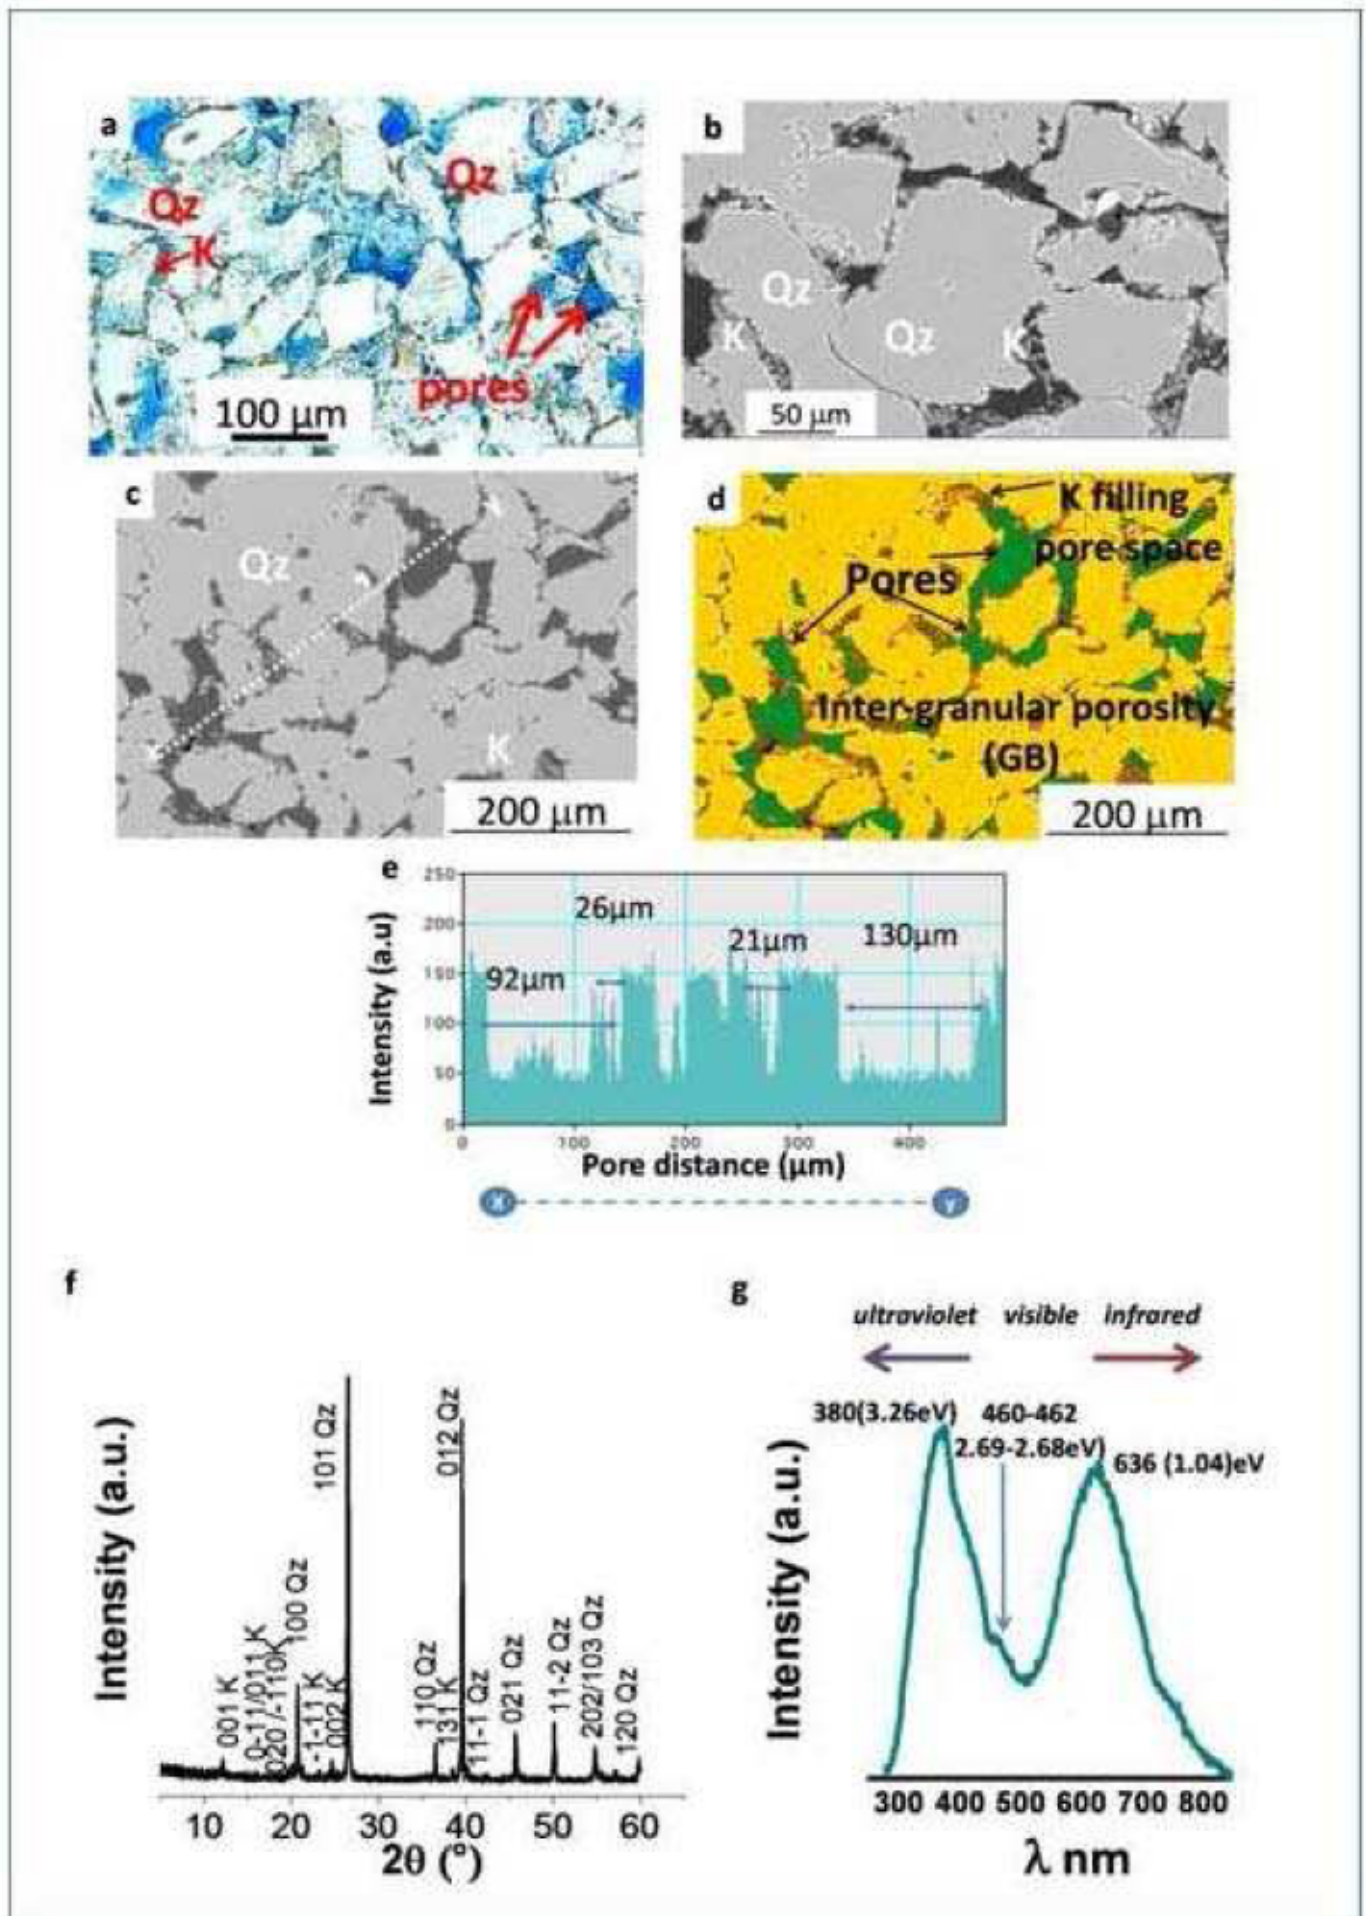 a
Qz
Qz
K
pores
100 μm
b
Qz
Qz
K
K
50 μm
c
Qz
K
200 μm
d
K filling
pore space
Pores
Inter-granular porosity
(GB)
200 μm
e
Intensity (a.u)
250
200
150
100
50
0
26μm
21μm
130μm
92μm
0 100 200 300 400
Pore distance (μm)
X Y
f
Intensity (a.u.)
001 K
0-11/011 K
020 /-110K
100 Qz
-1-11 K
002 K
101 Qz
110 Qz
131 K
012 Qz
11-1 Qz
021 Qz
11-2 Qz
202/103 Qz
120 Qz
10 20 30 40 50 60
2θ (°)
g
ultraviolet visible infrared
380(3.26eV) 460-462
2.69-2.68eV)
636 (1.04)eV
Intensity (a.u.)
300 400 500 600 700 800
λ nm